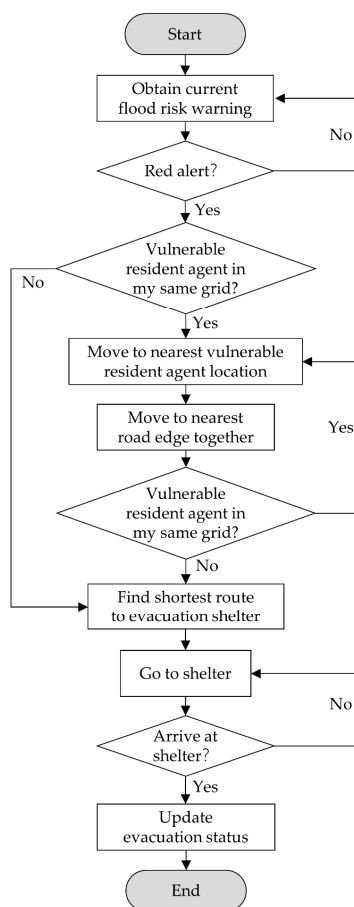 Start
Obtain current
flood risk warning
No
Red alert?
Yes
Vulnerable
resident agent in
my same grid?
No
Yes
Move to nearest vulnerable
resident agent location
Move to nearest
road edge together
Yes
Vulnerable
resident agent in
my same grid?
No
Find shortest route
to evacuation shelter
Go to shelter
No
Arrive at
shelter?
Yes
Update
evacuation status
End